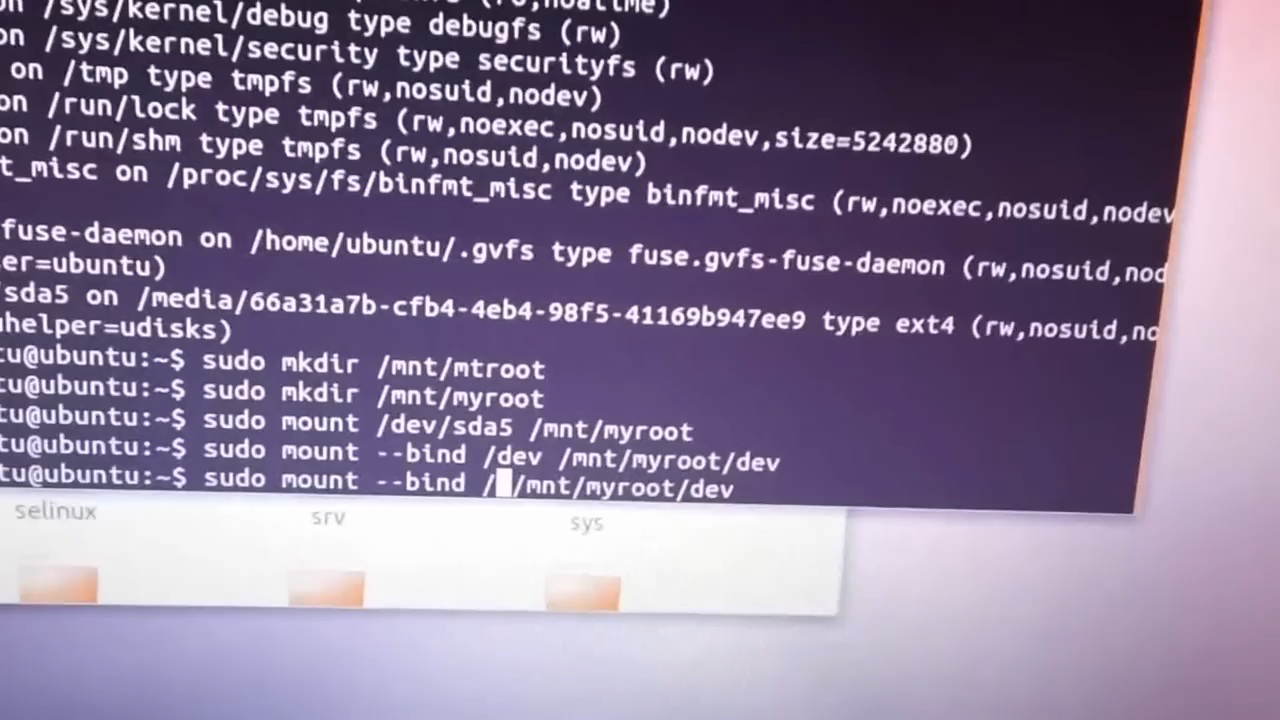 on /sys/kernel/debug type debugfs (rw)
on /sys/kernel/security type securityfs (rw)
on /tmp type tmpfs (rw,nosuid,nodev)
on /run/lock type tmpfs (rw,noexec,nosuid,nodev,size=5242880)
on /run/shm type tmpfs (rw,nosuid,nodev)
t_misc on /proc/sys/fs/binfmt_misc type binfmt_misc (rw,noexec,nosuid,nodev
fuse-daemon on /home/ubuntu/.gvfs type fuse.gvfs-fuse-daemon (rw,nosuid,nod
er=ubuntu)
sda5 on /media/66a31a7b-cfb4-4eb4-98f5-41169b947ee9 type ext4 (rw,nosuid,no
uhelper=udisks)
tu@ubuntu:~$ sudo mkdir /mnt/mtroot
tu@ubuntu:~$ sudo mkdir /mnt/myroot
tu@ubuntu:~$ sudo mount /dev/sda5 /mnt/myroot
tu@ubuntu:~$ sudo mount --bind /dev /mnt/myroot/dev
tu@ubuntu:~$ sudo mount --bind / /mnt/myroot/dev
selinux srv sys